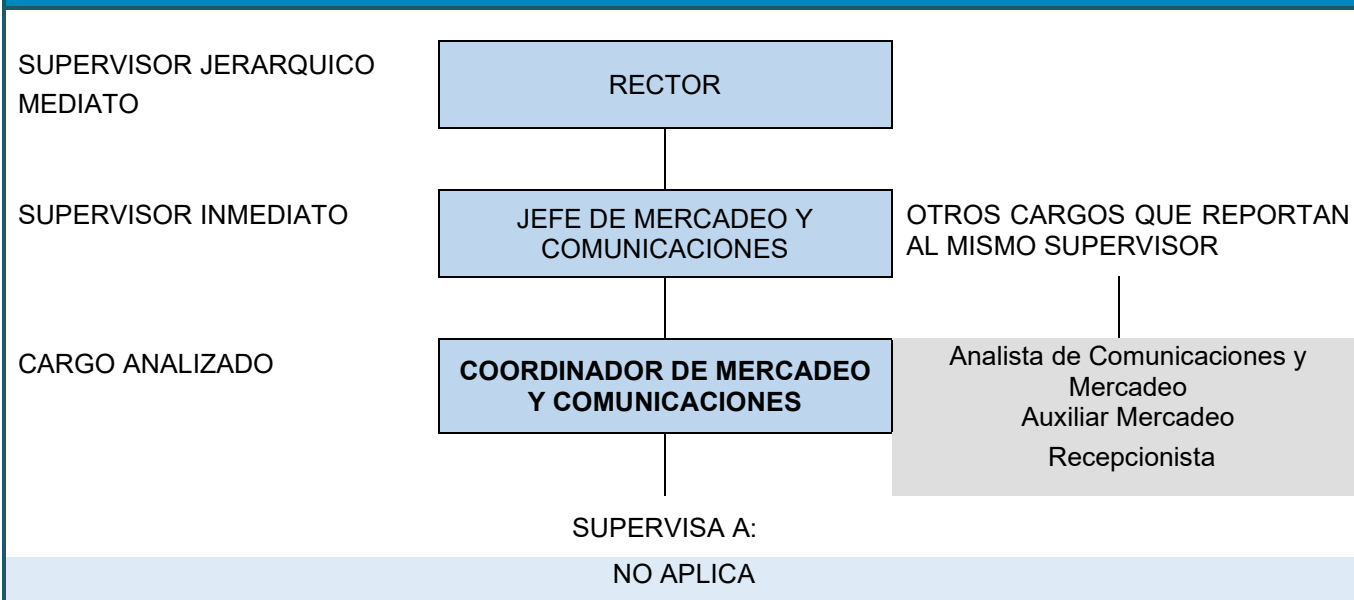 SUPERVISOR JERARQUICO
MEDIATO
RECTOR
SUPERVISOR INMEDIATO
JEFE DE MERCADEO Y
COMUNICACIONES
OTROS CARGOS QUE REPORTAN
AL MISMO SUPERVISOR
CARGO ANALIZADO
COORDINADOR DE MERCADEO
Y COMUNICACIONES
Analista de Comunicaciones y
Mercadeo
Auxiliar Mercadeo
Recepcionista
SUPERVISA A:
NO APLICA